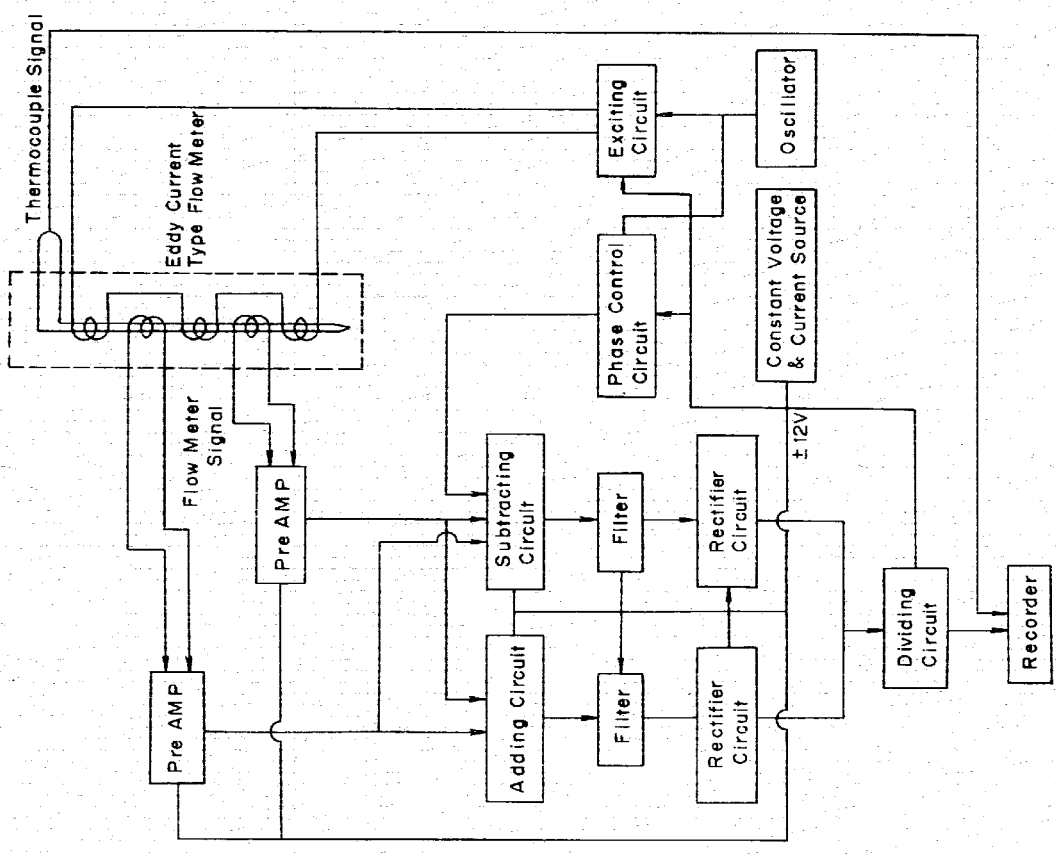 Thermocouple Signal
Eddy Current
Type Flow Meter
Flow Meter
Signal
Pre AMP
Pre AMP
Exciting
Circuit
Oscillator
Phase Control
Circuit
Constant Voltage
& Current Source
± 12V
Subtracting
Circuit
Adding Circuit
Filter
Filter
Rectifier
Circuit
Rectifier
Circuit
Dividing
Circuit
Recorder